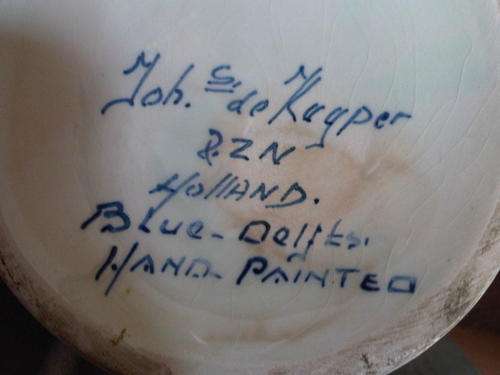 Joh.s de Kuyper
& ZN
HollAND.
BLue-Delfts.
HAND-PAINTED